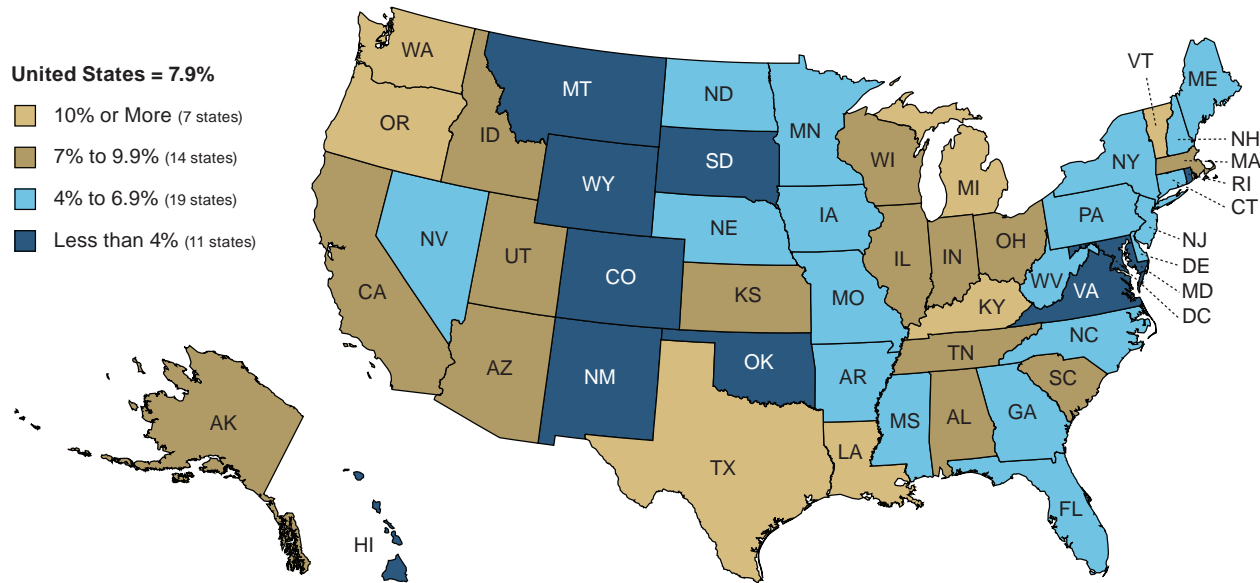 United States = 7.9%
10% or More (7 states)
7% to 9.9% (14 states)
4% to 6.9% (19 states)
Less than 4% (11 states)
WA
OR
ID
MT
ND
MN
SD
WY
WI
MI
VT
ME
NH
MA
RI
CT
NY
PA
NJ
DE
MD
DC
NV
UT
CO
NE
IA
IL
IN
OH
WV
VA
CA
KS
MO
KY
AZ
NM
OK
AR
TN
NC
SC
MS
AL
GA
TX
LA
FL
AK
HI